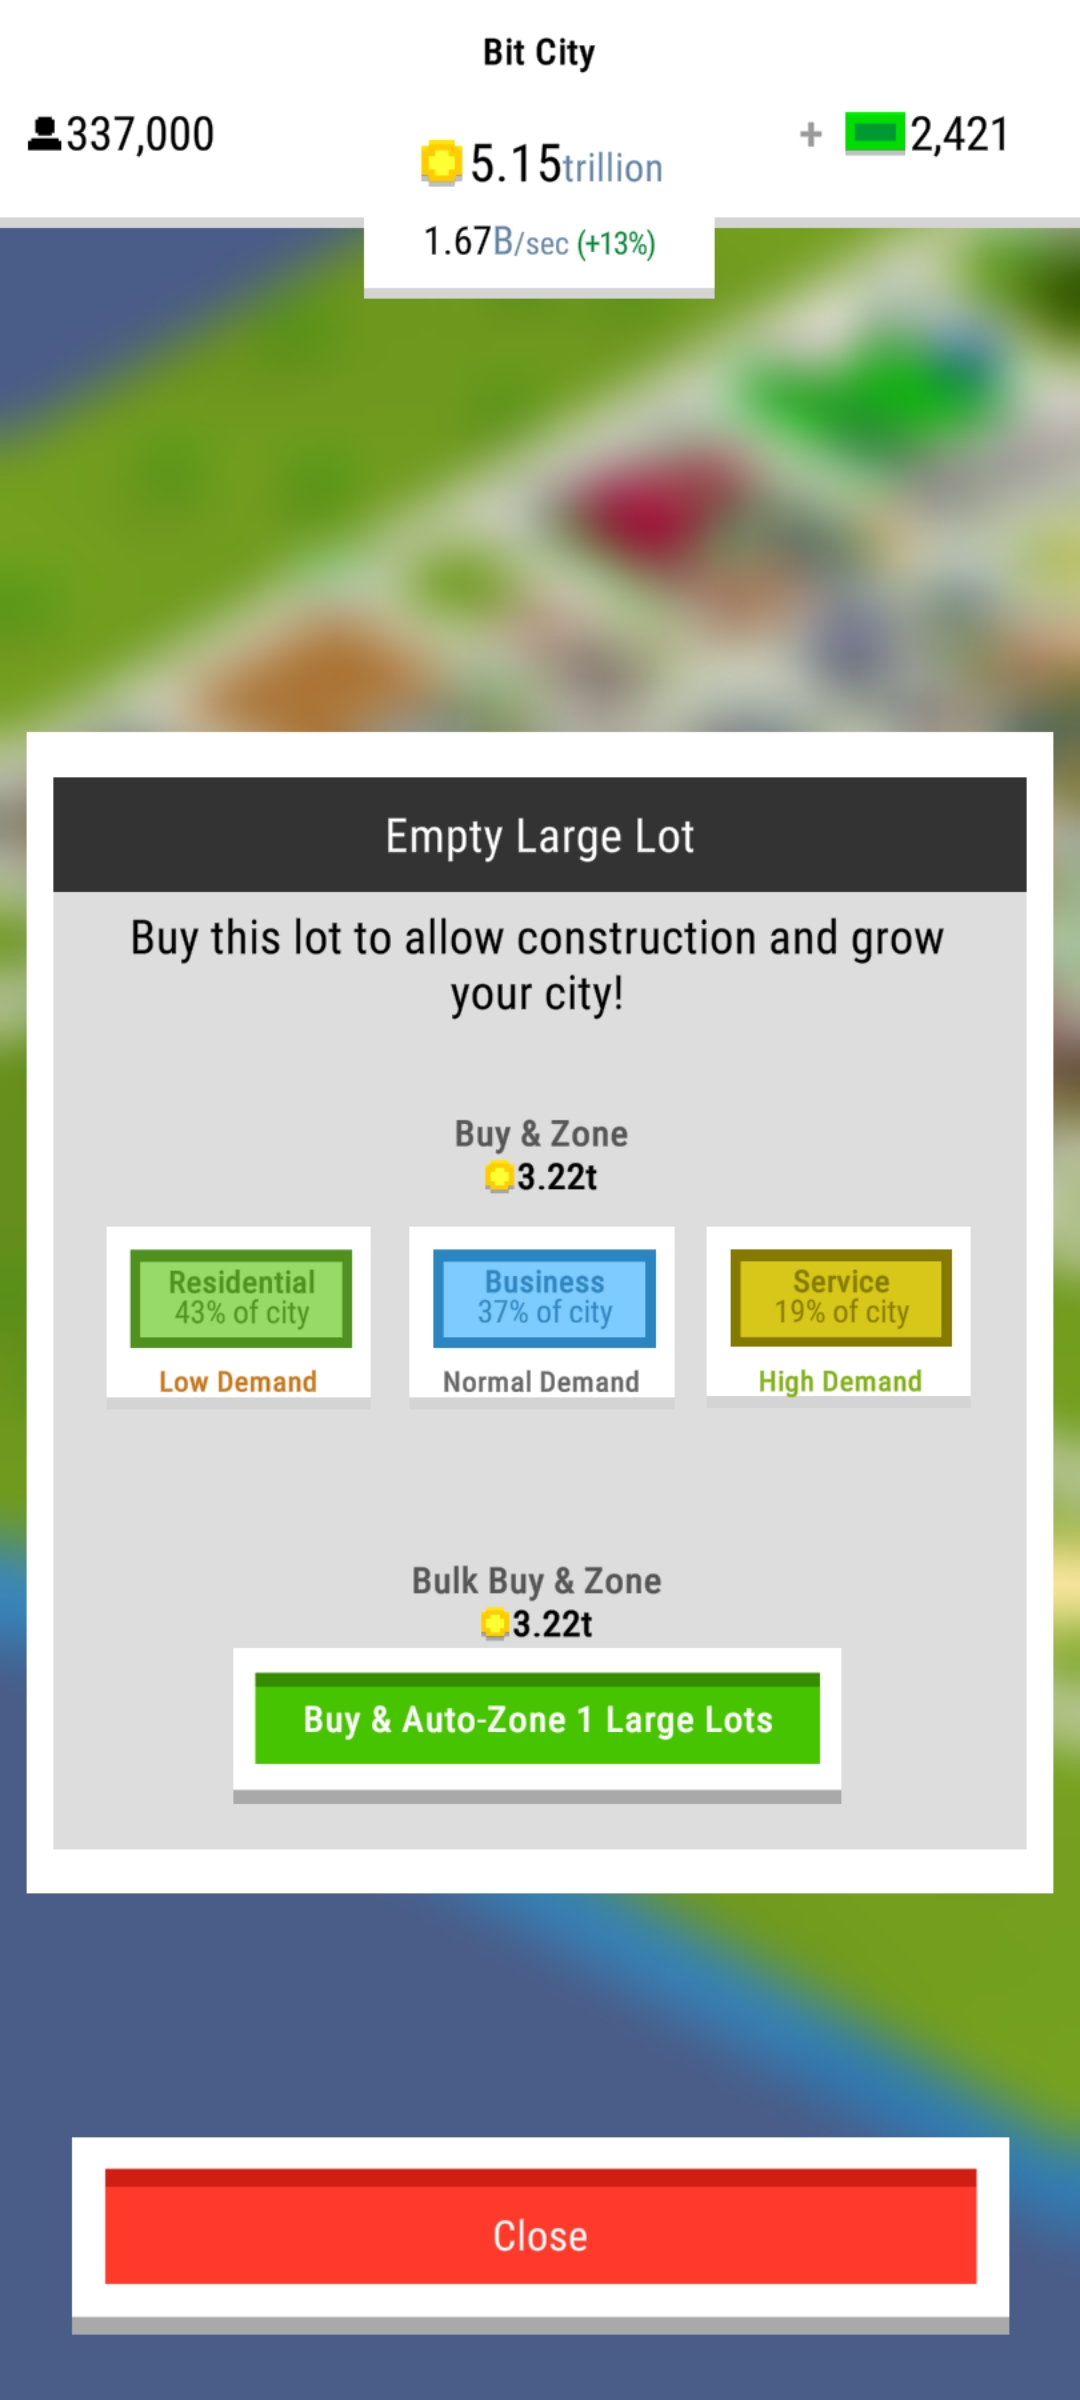 Bit City
337,000
5.15trillion
+ 2,421
1.67B/sec (+13%)
Empty Large Lot
Buy this lot to allow construction and grow
your city!
Buy & Zone
3.22t
Residential
43% of city
Low Demand
Business
37% of city
Normal Demand
Service
19% of city
High Demand
Bulk Buy & Zone
3.22t
Buy & Auto-Zone 1 Large Lots
Close